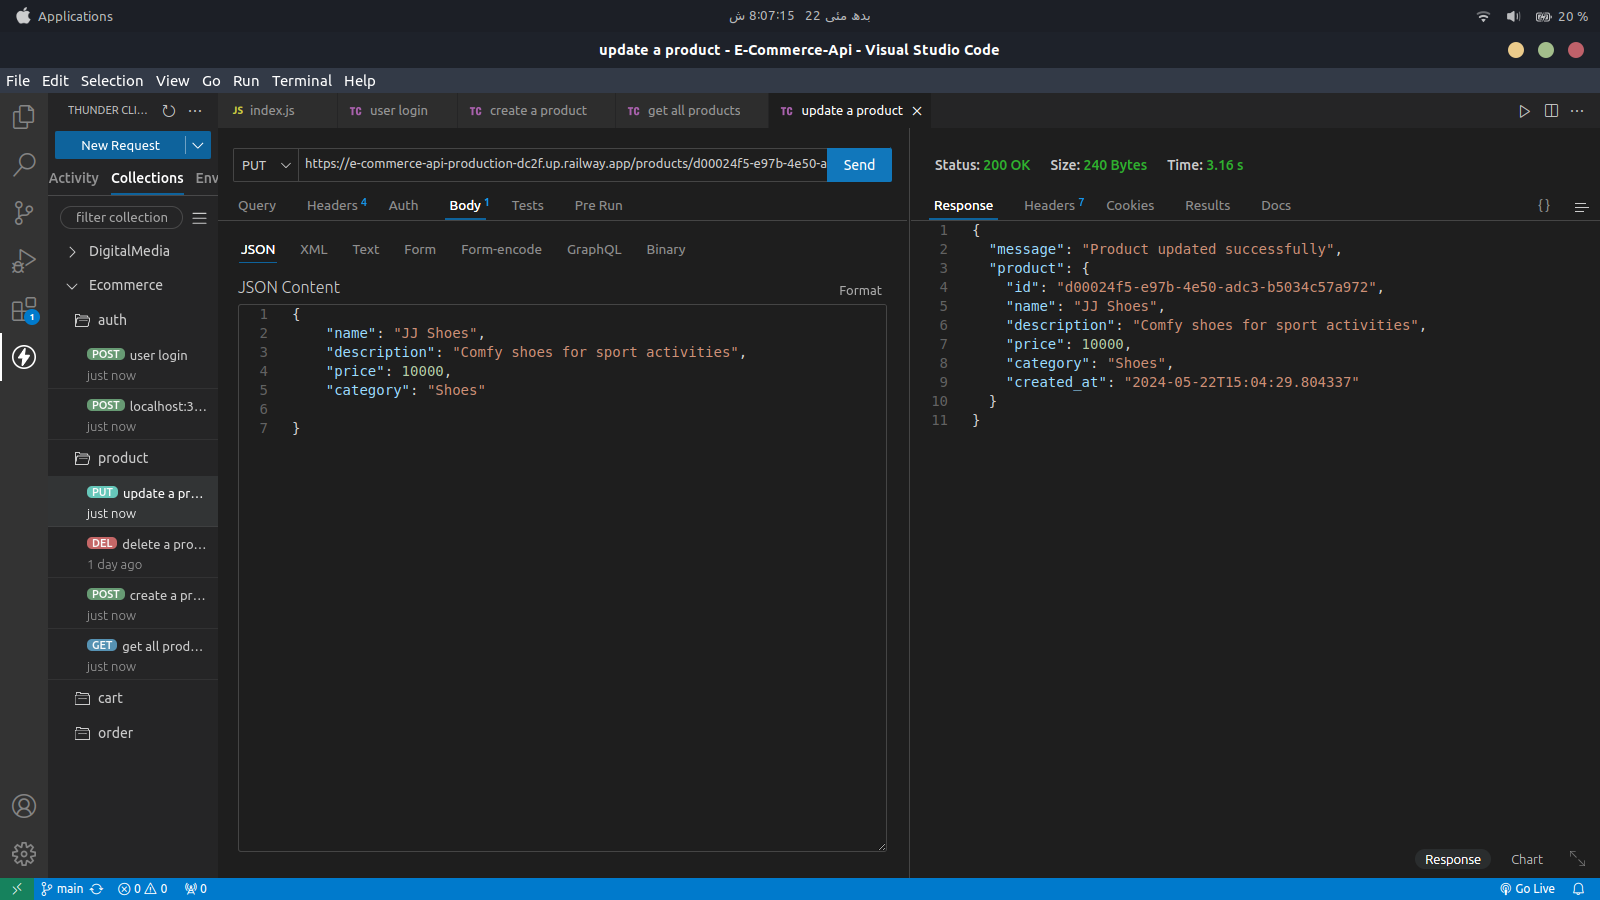 Applications
بدھ مئی 22  8:07:15 ش
20 %
update a product - E-Commerce-Api - Visual Studio Code
File Edit Selection View Go Run Terminal Help
THUNDER CLI...
New Request
Activity Collections Env
filter collection
DigitalMedia
Ecommerce
auth
POST user login
just now
POST localhost:3...
just now
product
PUT update a pr...
just now
DEL delete a pro...
1 day ago
POST create a pr...
just now
GET get all prod...
just now
cart
order
1
JS index.js
TC user login
TC create a product
TC get all products
TC update a product
PUT https://e-commerce-api-production-dc2f.up.railway.app/products/d00024f5-e97b-4e50-a Send
Query Headers 4 Auth Body 1 Tests Pre Run
JSON XML Text Form Form-encode GraphQL Binary
JSON Content
Format
1 {
2 "name": "JJ Shoes",
3 "description": "Comfy shoes for sport activities",
4 "price": 10000,
5 "category": "Shoes"
6
7 }
Status: 200 OK Size: 240 Bytes Time: 3.16 s
Response Headers 7 Cookies Results Docs {}
1 {
2 "message": "Product updated successfully",
3 "product": {
4 "id": "d00024f5-e97b-4e50-adc3-b5034c57a972",
5 "name": "JJ Shoes",
6 "description": "Comfy shoes for sport activities",
7 "price": 10000,
8 "category": "Shoes",
9 "created_at": "2024-05-22T15:04:29.804337"
10 }
11 }
Response Chart
main 0 0 0
Go Live